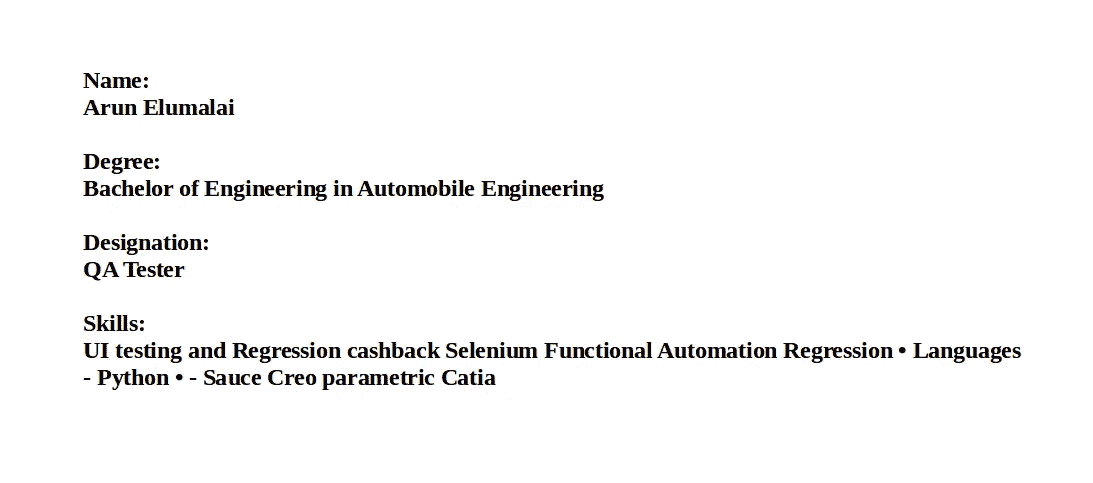 Name:
Arun Elumalai
Degree:
Bachelor of Engineering in Automobile Engineering
Designation:
QA Tester
Skills:
UI testing and Regression cashback Selenium Functional Automation Regression • Languages
- Python • - Sauce Creo parametric Catia